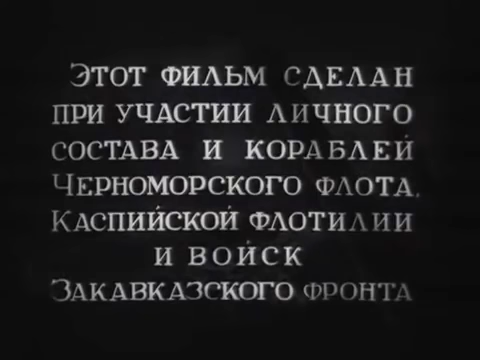 Этот фильм сделан
при участии личного
состава и кораблей
Черноморского флота,
Каспийской флотилии
и войск
Закавказского фронта